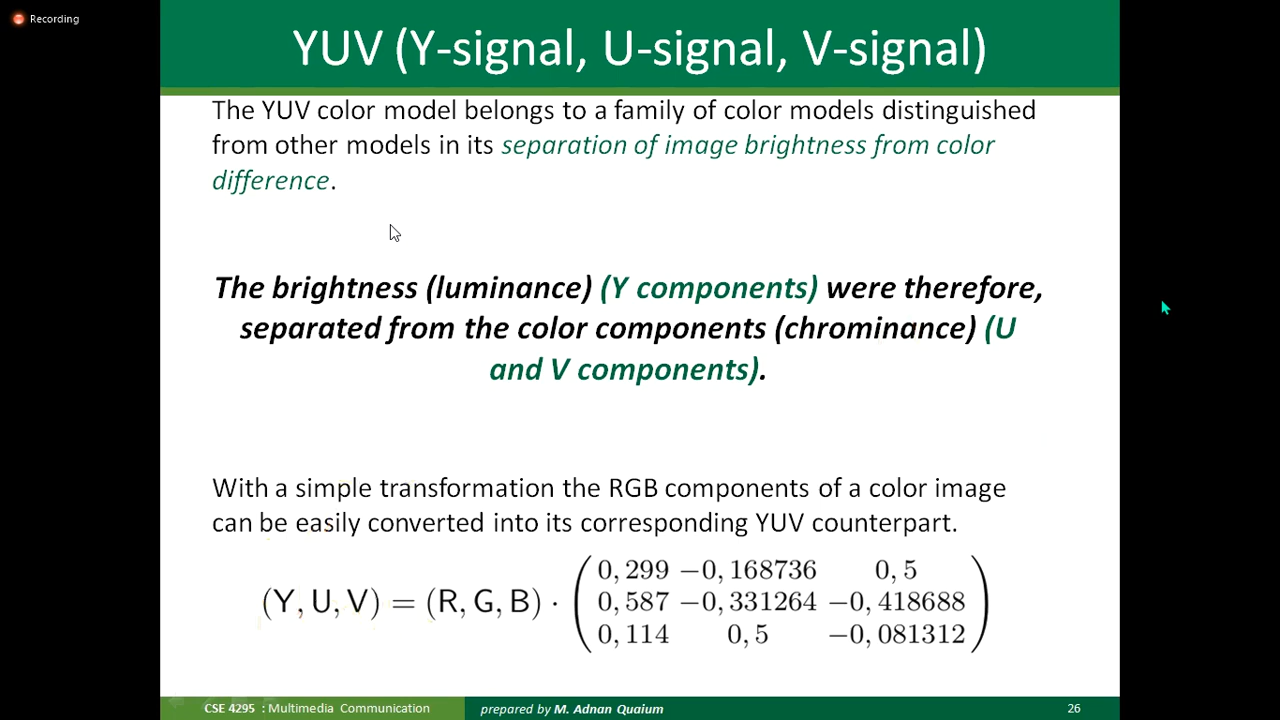 Recording
YUV (Y-signal, U-signal, V-signal)
The YUV color model belongs to a family of color models distinguished
from other models in its separation of image brightness from color
difference.
The brightness (luminance) (Y components) were therefore,
separated from the color components (chrominance) (U
and V components).
With a simple transformation the RGB components of a color image
can be easily converted into its corresponding YUV counterpart.
(Y, U, V) = (R, G, B) · ( 0, 299 −0, 168736 0, 5
0, 587 −0, 331264 −0, 418688
0, 114 0, 5 −0, 081312 )
CSE 4295 : Multimedia Communication prepared by M. Adnan Quaium 26